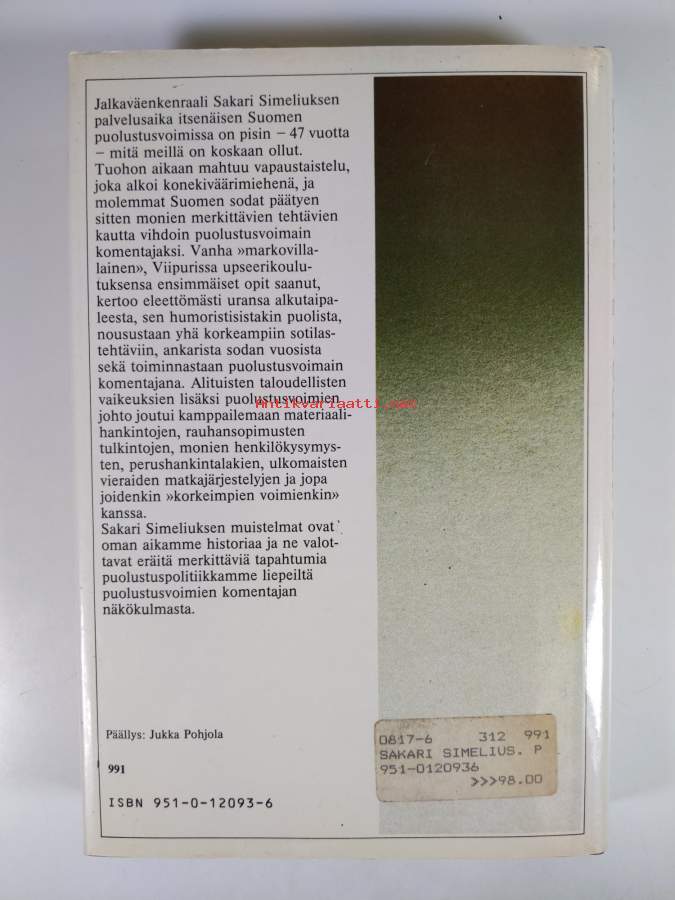 Jalkaväenkenraali Sakari Simeliuksen
palvelusaika itsenäisen Suomen
puolustusvoimissa on pisin – 47 vuotta
– mitä meillä on koskaan ollut.
Tuohon aikaan mahtuu vapaustaistelu,
joka alkoi konekiväärimiehenä, ja
molemmat Suomen sodat päätyen
sitten monien merkittävien tehtävien
kautta vihdoin puolustusvoimain
komentajaksi. Vanha »markovilla-
lainen», Viipurissa upseerikoulu-
tuksensa ensimmäiset opit saanut,
kertoo eleettömästi uransa alkutaipa-
leesta, sen humoristisistakin puolista,
nousustaan yhä korkeampiin sotilas-
tehtäviin, ankarista sodan vuosista
sekä toiminnastaan puolustusvoimain
komentajana. Alituisten taloudellisten
vaikeuksien lisäksi puolustusvoimien
johto joutui kamppailemaan materiaali-
hankintojen, rauhansopimusten
tulkintojen, monien henkilökysymys-
ten, perushankintalakien, ulkomaisten
vieraiden matkajärjestelyjen ja jopa
joidenkin »korkeimpien voimienkin»
kanssa.
Sakari Simeliuksen muistelmat ovat
oman aikamme historiaa ja ne valot-
tavat eräitä merkittäviä tapahtumia
puolustuspolitiikkamme liepeiltä
puolustusvoimien komentajan
näkökulmasta.
Antikvariaatti.net
Päällys: Jukka Pohjola
991
ISBN 951-0-12093-6
0817-6 312 991
SAKARI SIMELIUS. P
951-0120936
>>>98.00